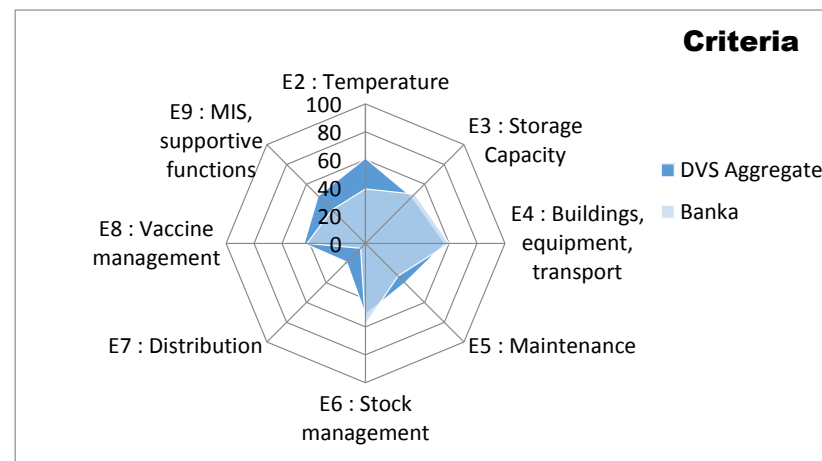 Criteria
E2 : Temperature
100
80
60
40
20
0
E3 : Storage
Capacity
E4 : Buildings,
equipment,
transport
E5 : Maintenance
E6 : Stock
management
E7 : Distribution
E8 : Vaccine
management
E9 : MIS,
supportive
functions
DVS Aggregate
Banka